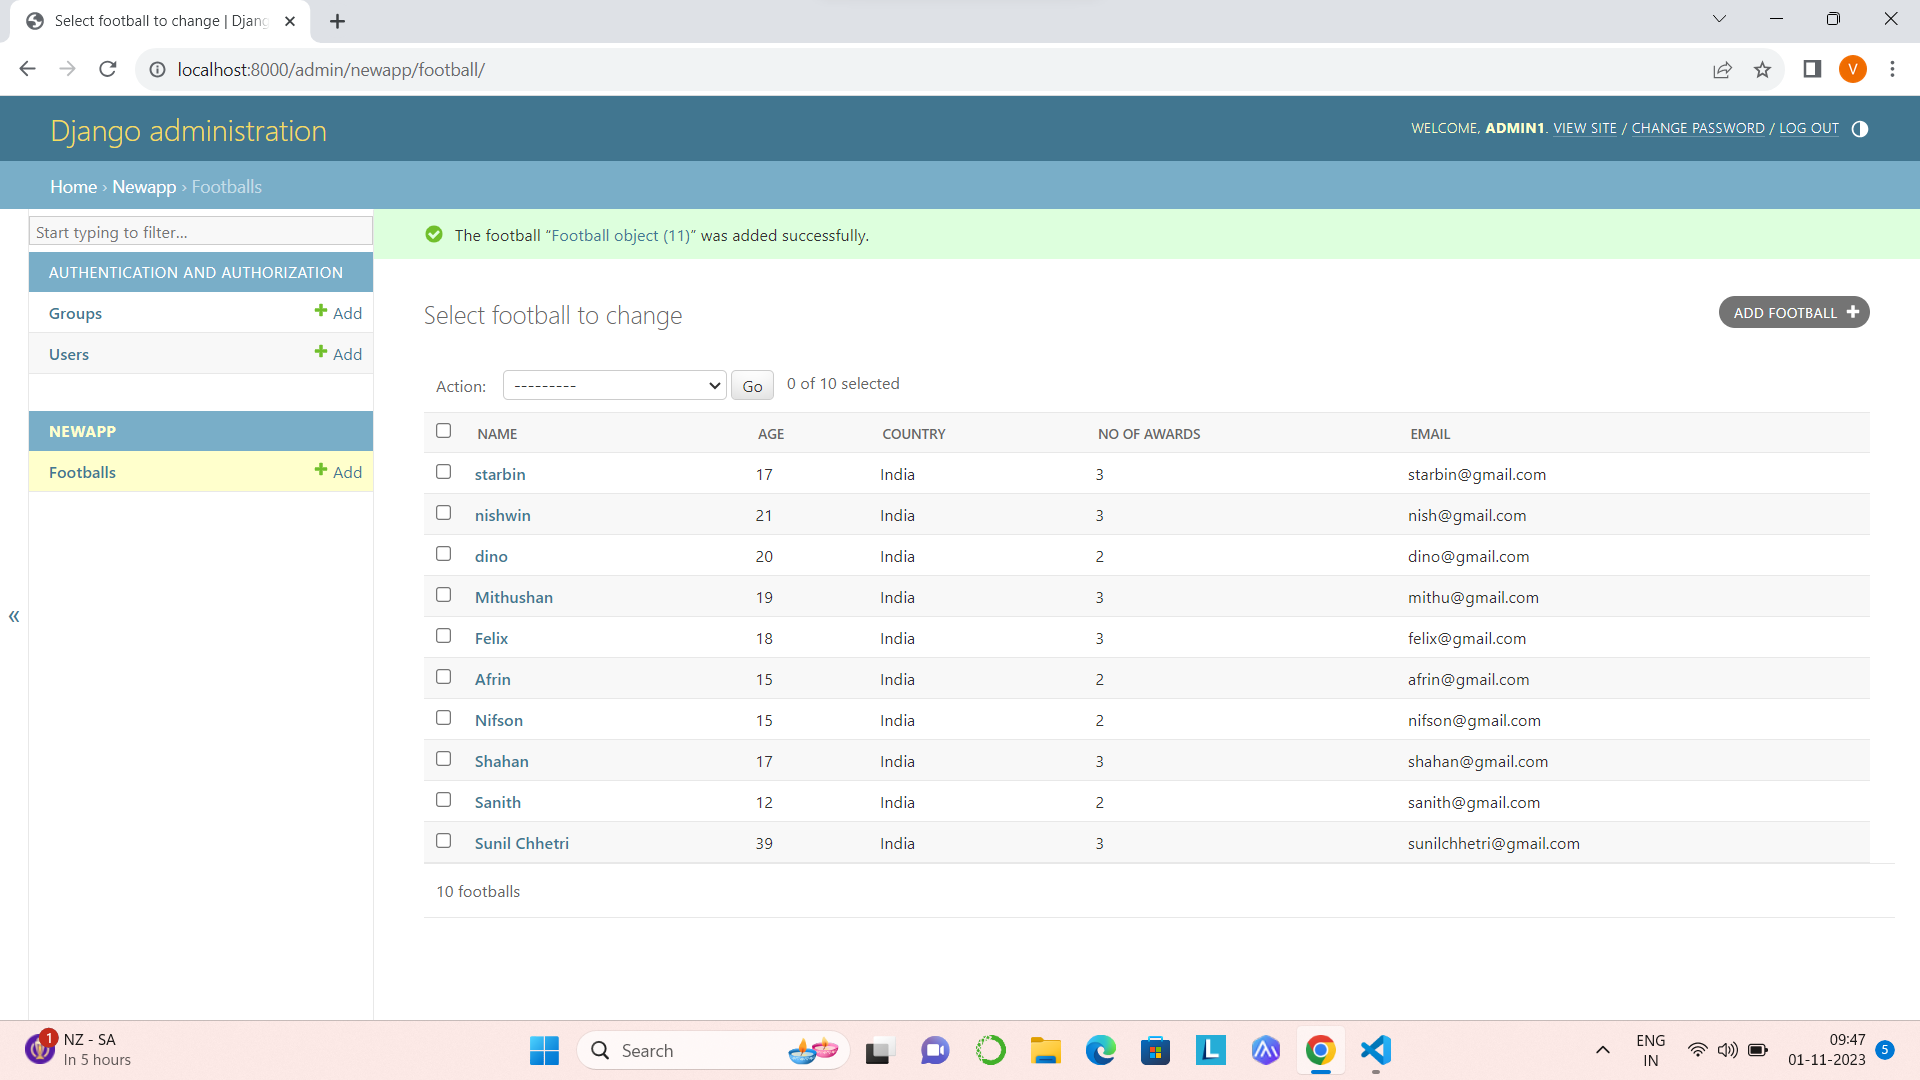 Select football to change | Djang
localhost:8000/admin/newapp/football/
V
Django administration
WELCOME, ADMIN1. VIEW SITE / CHANGE PASSWORD / LOG OUT
Home › Newapp › Footballs
Start typing to filter...
AUTHENTICATION AND AUTHORIZATION
Groups + Add
Users + Add
NEWAPP
Footballs + Add
«
The football “Football object (11)” was added successfully.
Select football to change
ADD FOOTBALL +
Action: --------- Go 0 of 10 selected
NAME AGE COUNTRY NO OF AWARDS EMAIL
starbin 17 India 3 starbin@gmail.com
nishwin 21 India 3 nish@gmail.com
dino 20 India 2 dino@gmail.com
Mithushan 19 India 3 mithu@gmail.com
Felix 18 India 3 felix@gmail.com
Afrin 15 India 2 afrin@gmail.com
Nifson 15 India 2 nifson@gmail.com
Shahan 17 India 3 shahan@gmail.com
Sanith 12 India 2 sanith@gmail.com
Sunil Chhetri 39 India 3 sunilchhetri@gmail.com
10 footballs
1
NZ - SA
In 5 hours
Search
L
ENG
IN
09:47
01-11-2023
5